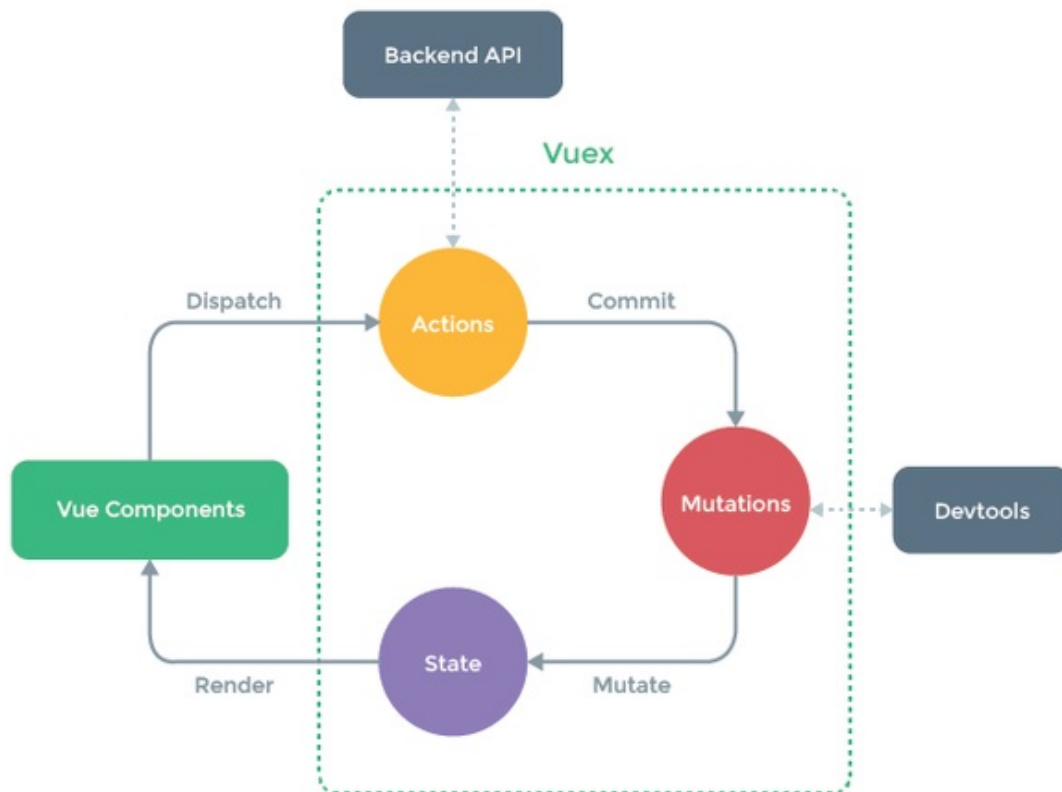 Backend API
Vuex
Dispatch
Commit
Actions
Vue Components
Mutations
Devtools
State
Render
Mutate